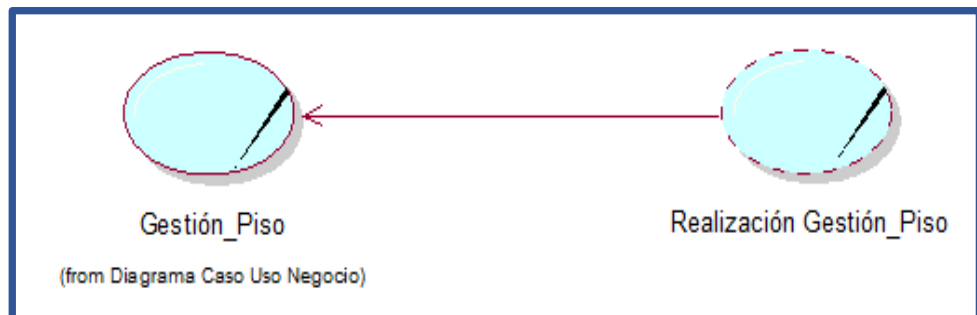 Gestión_Piso
Realización Gestión_Piso
(from Diagrama Caso Uso Negocio)